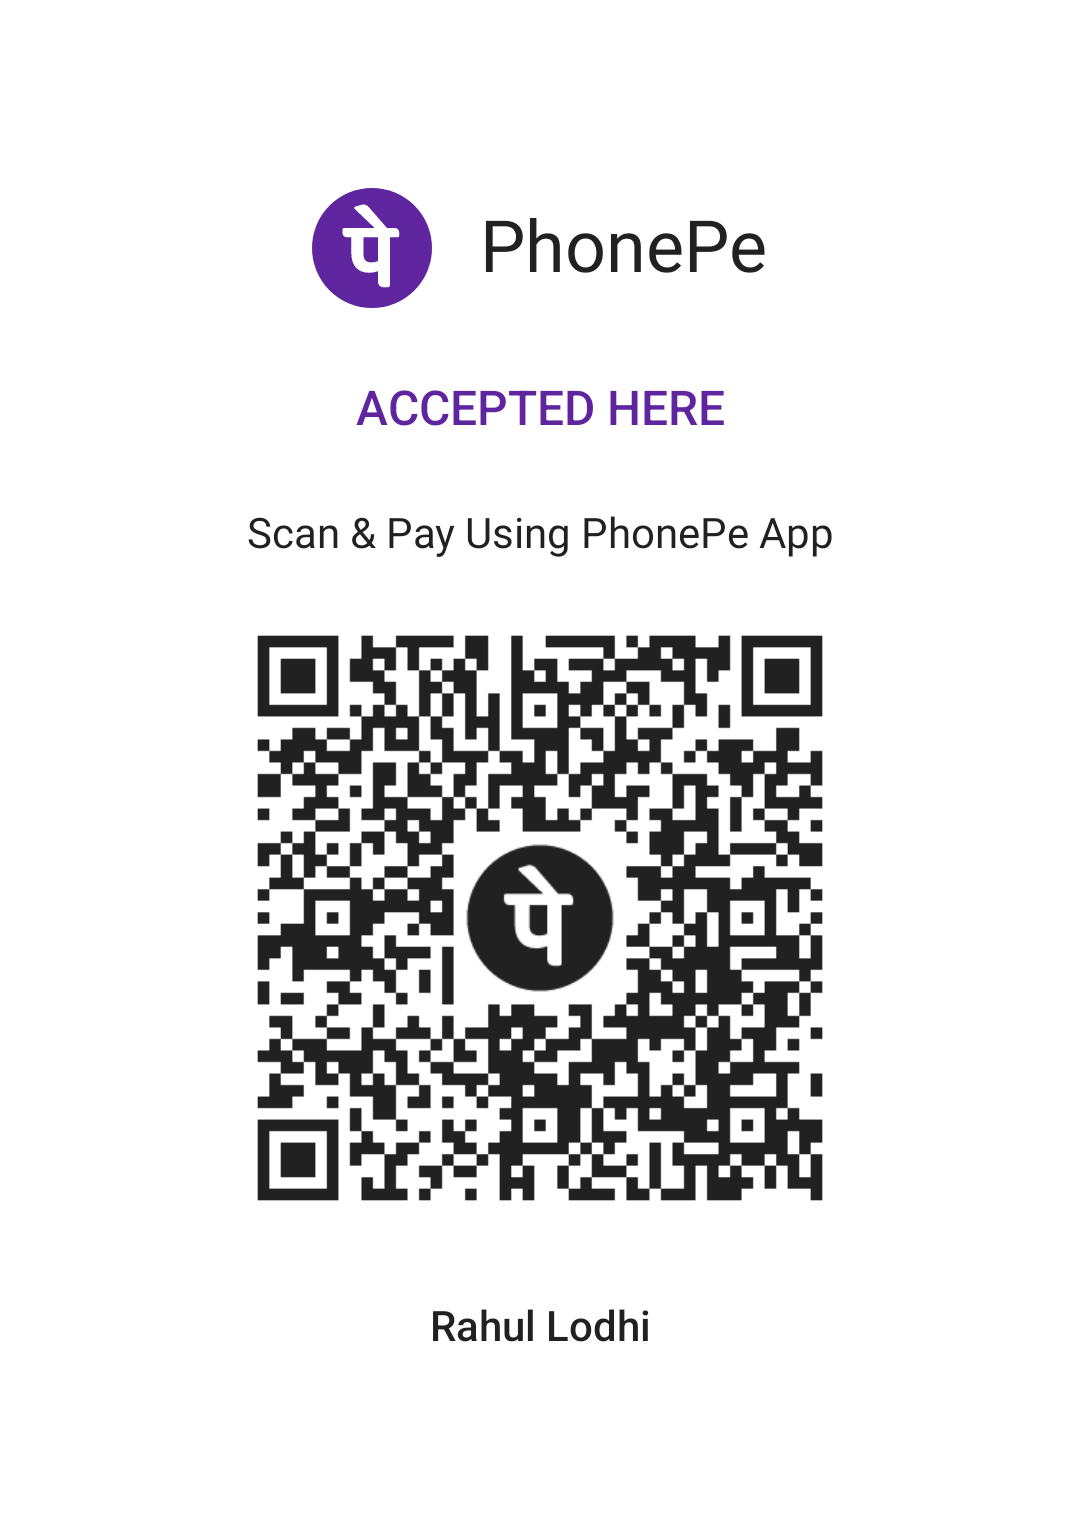 पे PhonePe
ACCEPTED HERE
Scan & Pay Using PhonePe App
पे
Rahul Lodhi